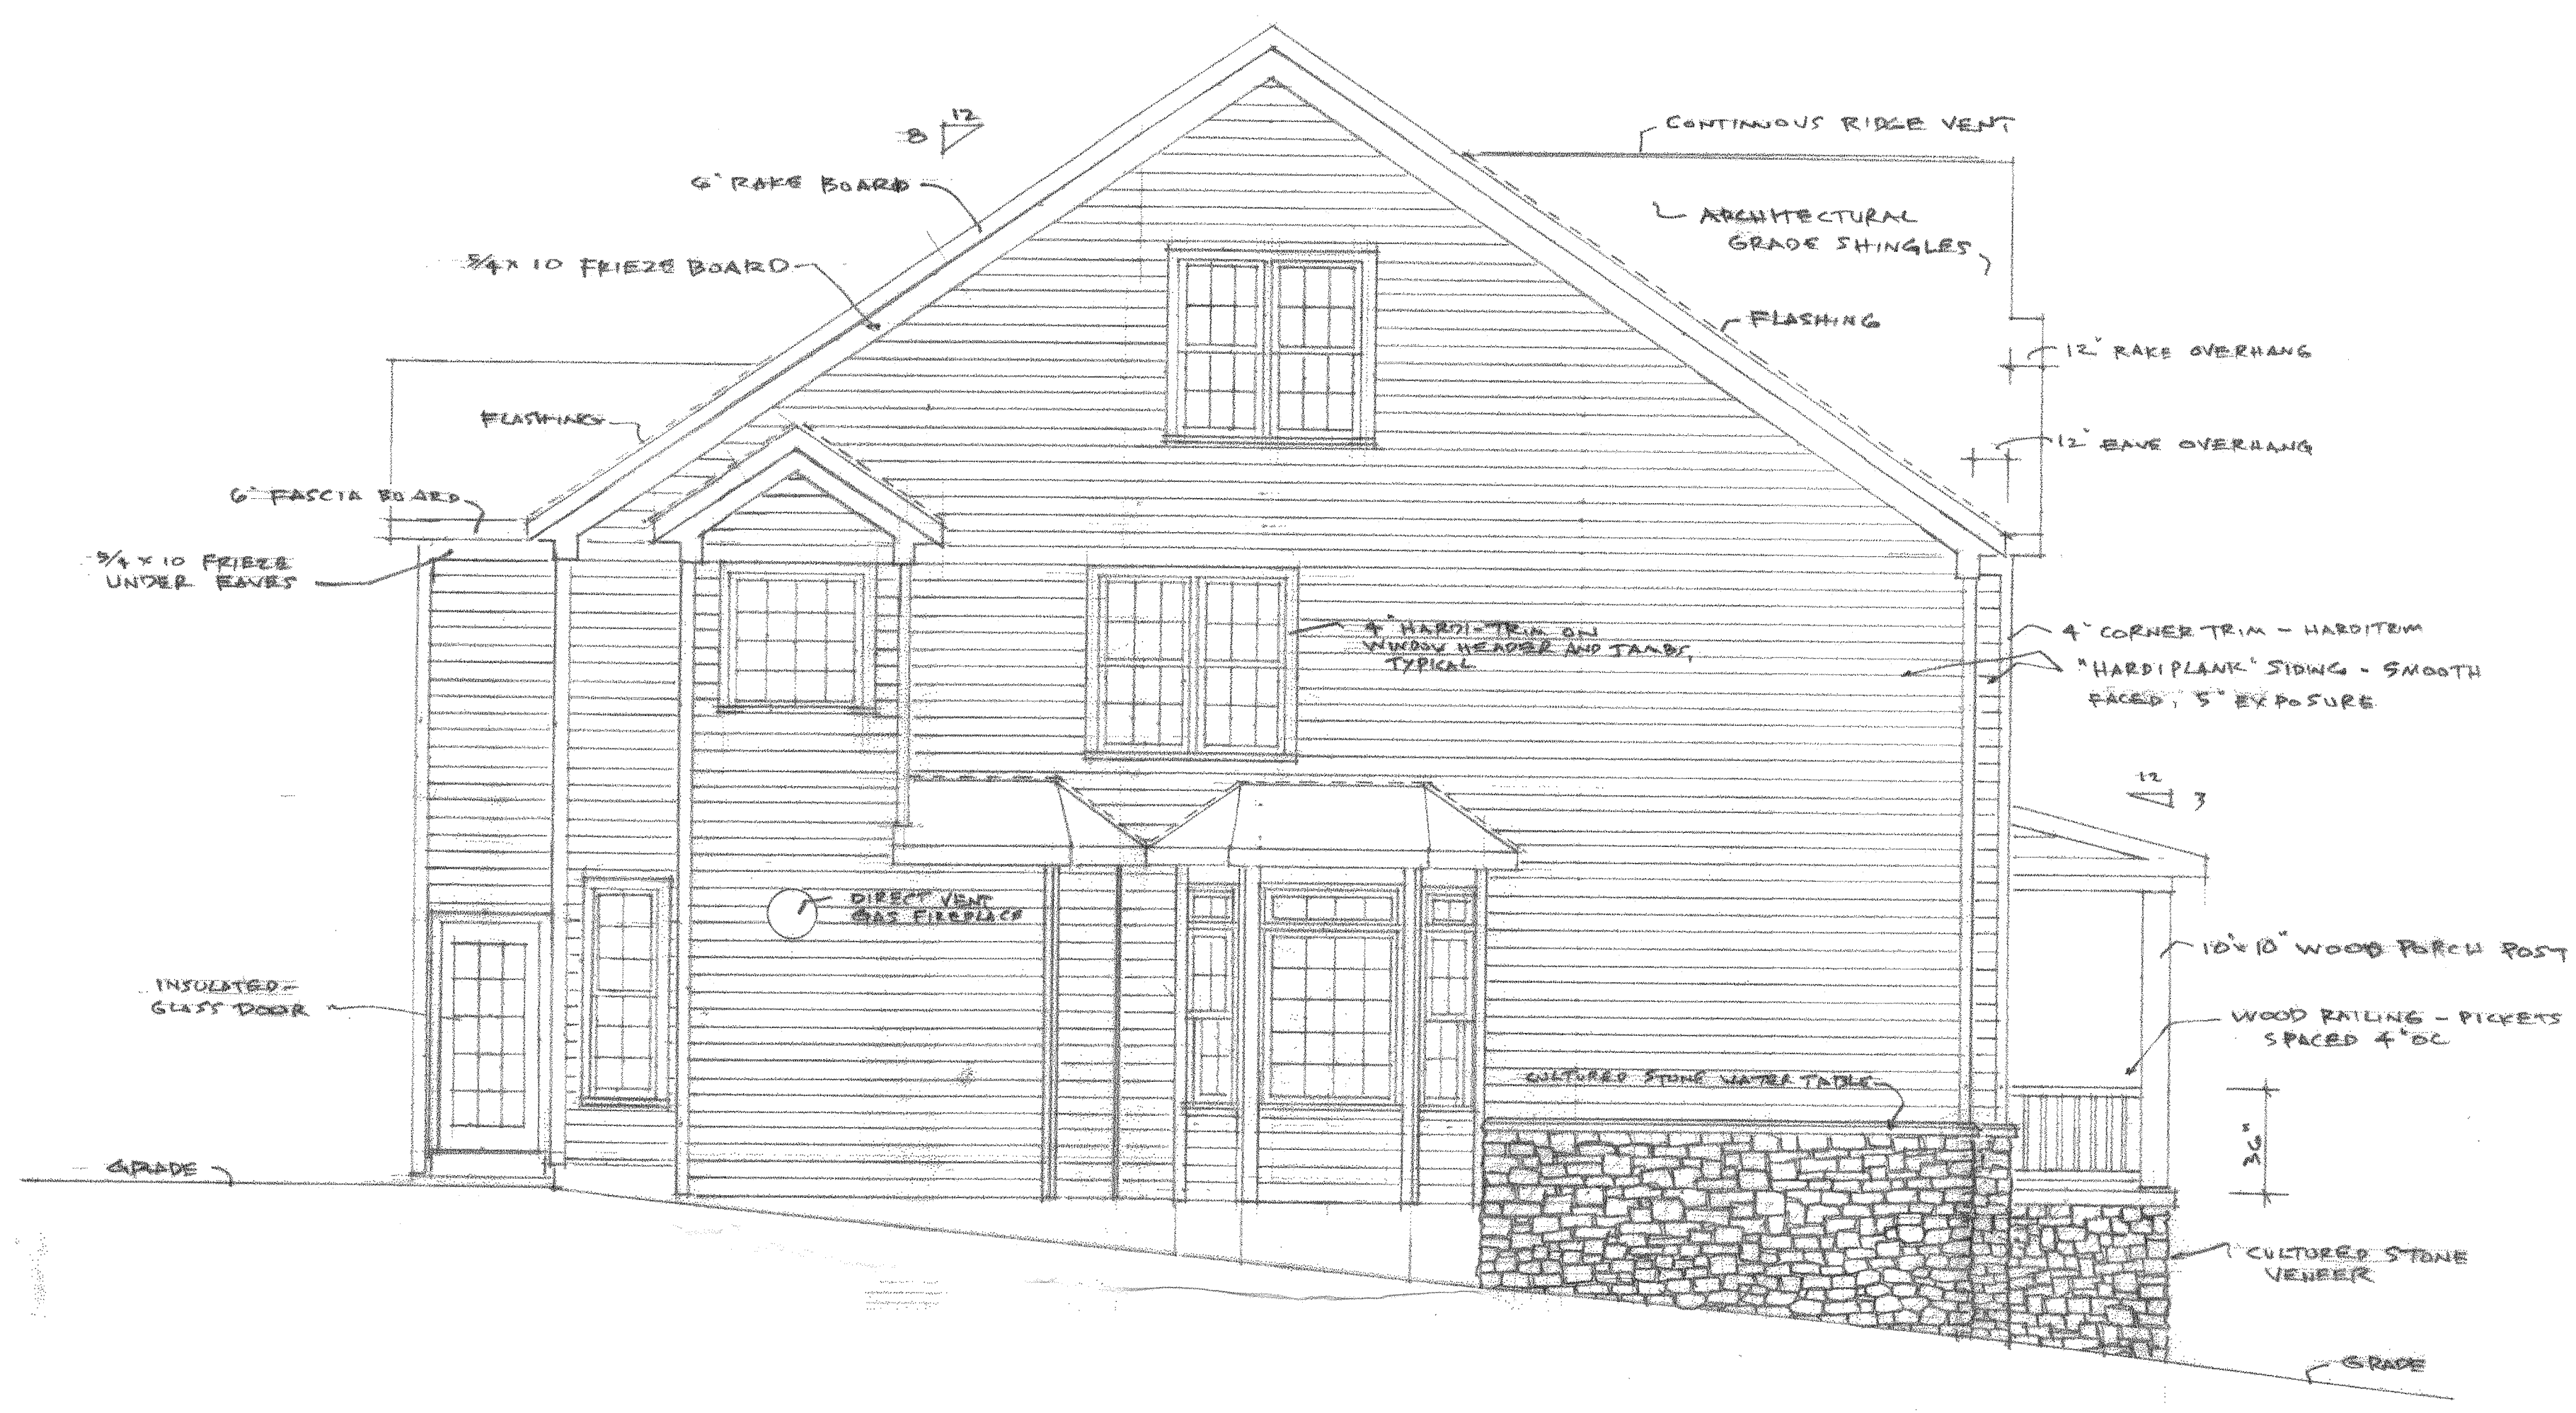 12
8
CONTINUOUS RIDGE VENT
6" RAKE BOARD
ARCHITECTURAL
GRADE SHINGLES
5/4 x 10 FRIEZE BOARD
FLASHING
12" RAKE OVERHANG
FLASHING
12" EAVE OVERHANG
6" FASCIA BOARD
5/4 x 10 FRIEZE
UNDER EAVES
4" HARDI-TRIM ON
WINDOW HEADER AND JAMBS,
TYPICAL
4" CORNER TRIM - HARDITRIM
"HARDIPLANK" SIDING - SMOOTH
FACED, 5" EXPOSURE
12
3
DIRECT VENT
GAS FIREPLACE
10"x10" WOOD PORCH POST
INSULATED-
GLASS DOOR
WOOD RAILING - PICKETS
SPACED 4"OC
CULTURED STONE WATER TABLE
36"
GRADE
CULTURED STONE
VENEER
GRADE